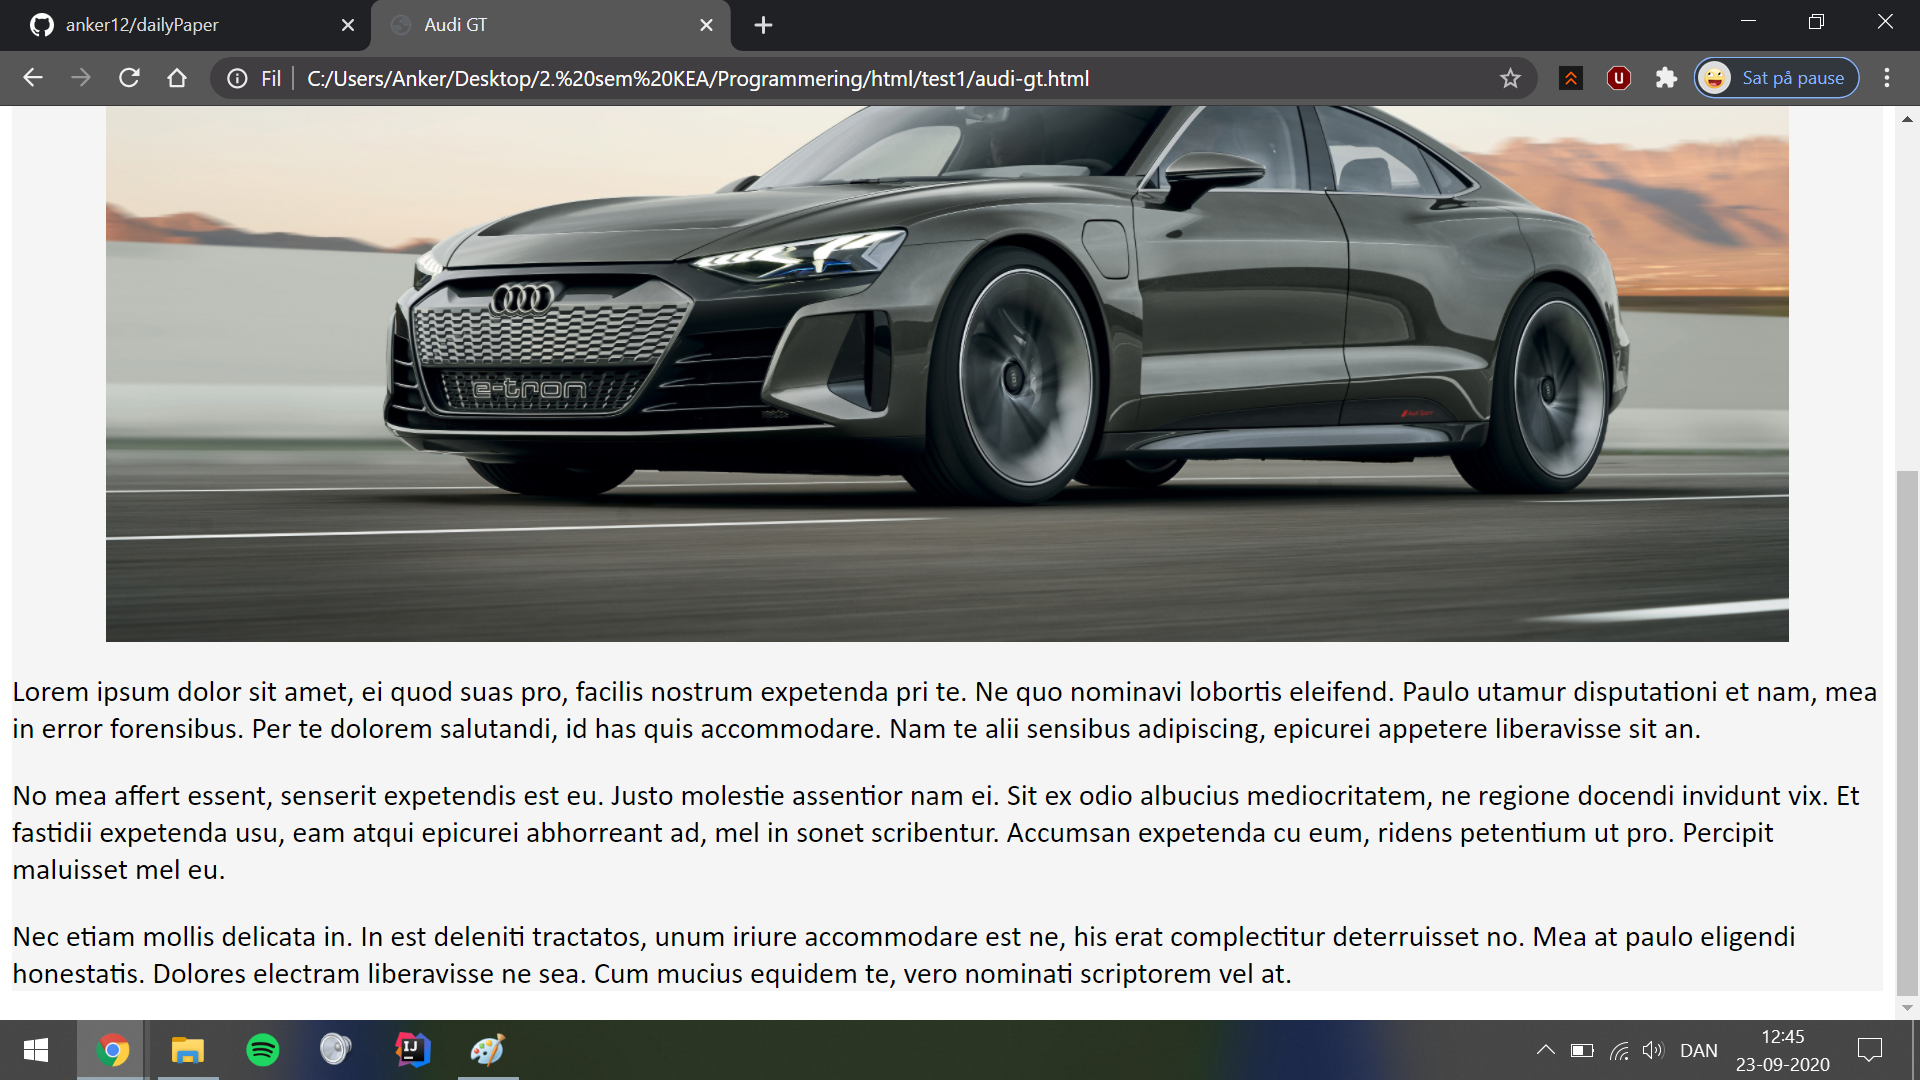 anker12/dailyPaper
Audi GT
Fil
C:/Users/Anker/Desktop/2.%20sem%20KEA/Programmering/html/test1/audi-gt.html
Sat på pause
e-tron
Audi Sport
Lorem ipsum dolor sit amet, ei quod suas pro, facilis nostrum expetenda pri te. Ne quo nominavi lobortis eleifend. Paulo utamur disputationi et nam, mea
in error forensibus. Per te dolorem salutandi, id has quis accommodare. Nam te alii sensibus adipiscing, epicurei appetere liberavisse sit an.
No mea affert essent, senserit expetendis est eu. Justo molestie assentior nam ei. Sit ex odio albucius mediocritatem, ne regione docendi invidunt vix. Et
fastidii expetenda usu, eam atqui epicurei abhorreant ad, mel in sonet scribentur. Accumsan expetenda cu eum, ridens petentium ut pro. Percipit
maluisset mel eu.
Nec etiam mollis delicata in. In est deleniti tractatos, unum iriure accommodare est ne, his erat complectitur deterruisset no. Mea at paulo eligendi
honestatis. Dolores electram liberavisse ne sea. Cum mucius equidem te, vero nominati scriptorem vel at.
IJ
DAN
12:45
23-09-2020